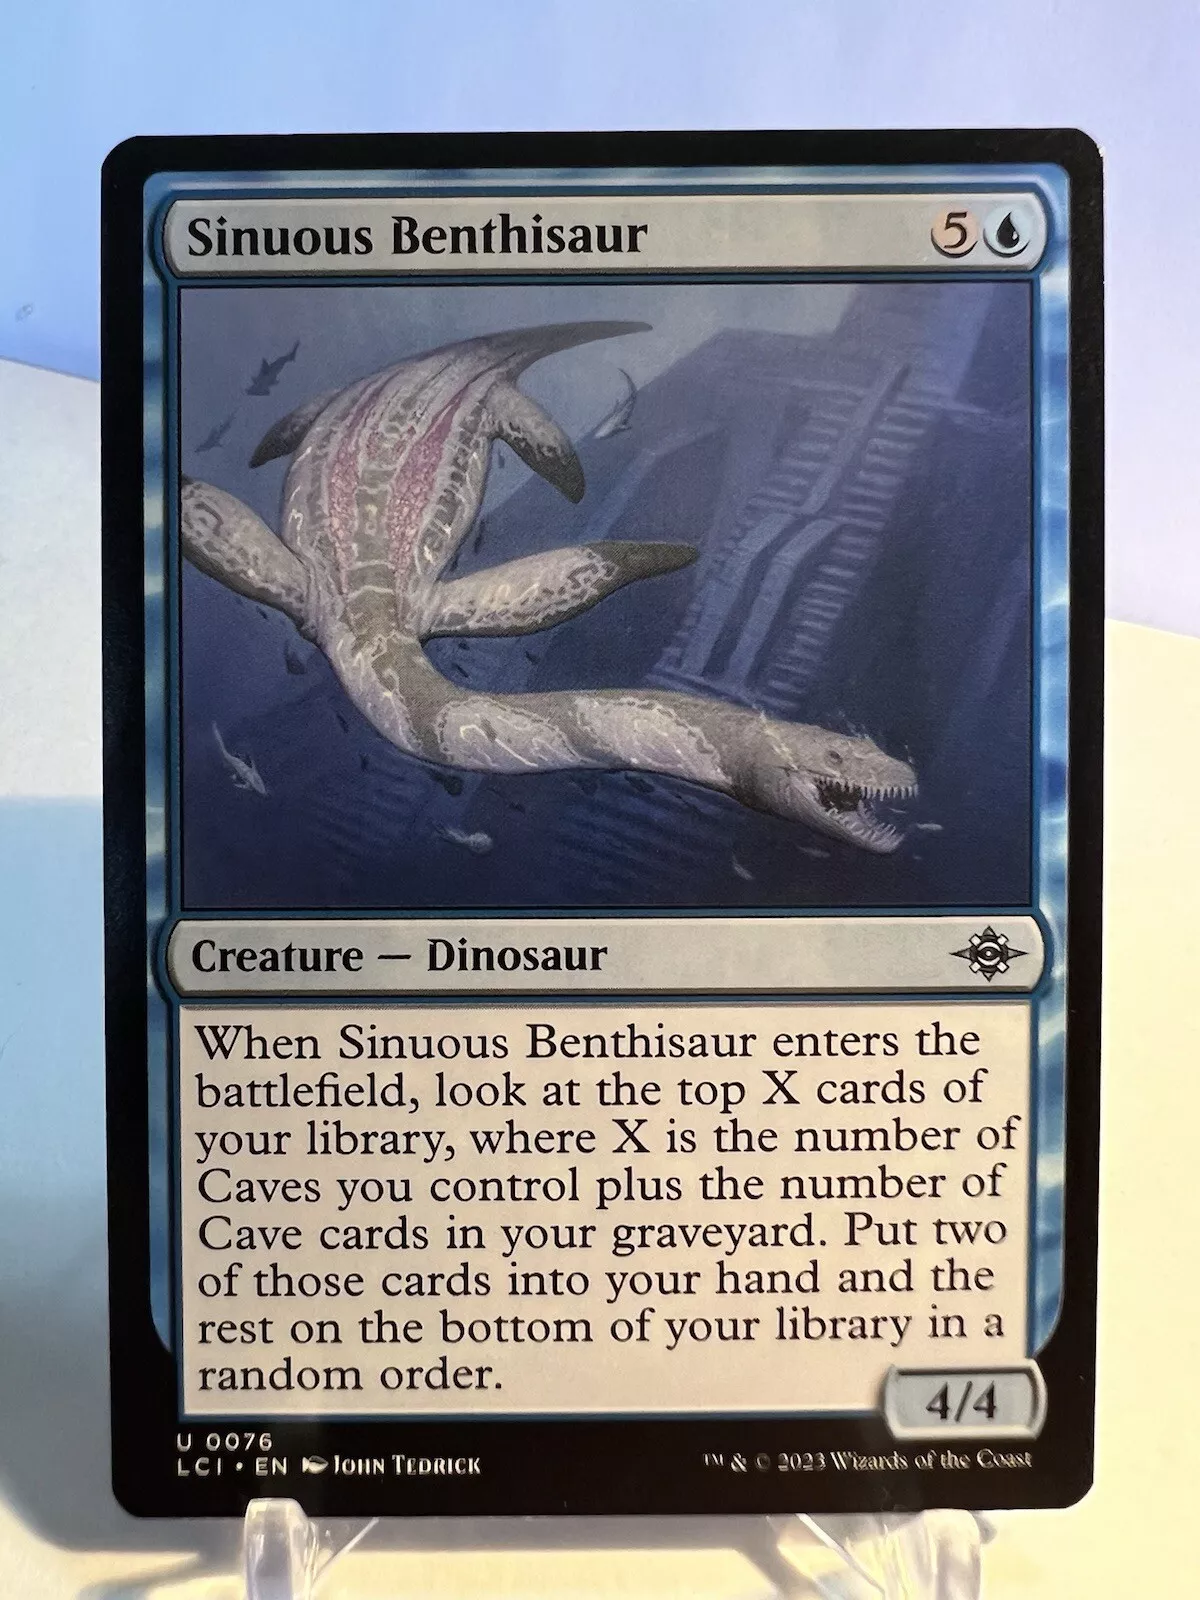 Sinuous Benthisaur 5
Creature — Dinosaur
When Sinuous Benthisaur enters the
battlefield, look at the top X cards of
your library, where X is the number of
Caves you control plus the number of
Cave cards in your graveyard. Put two
of those cards into your hand and the
rest on the bottom of your library in a
random order.
4/4
U 0076
LCI • EN John Tedrick
™ & © 2023 Wizards of the Coast